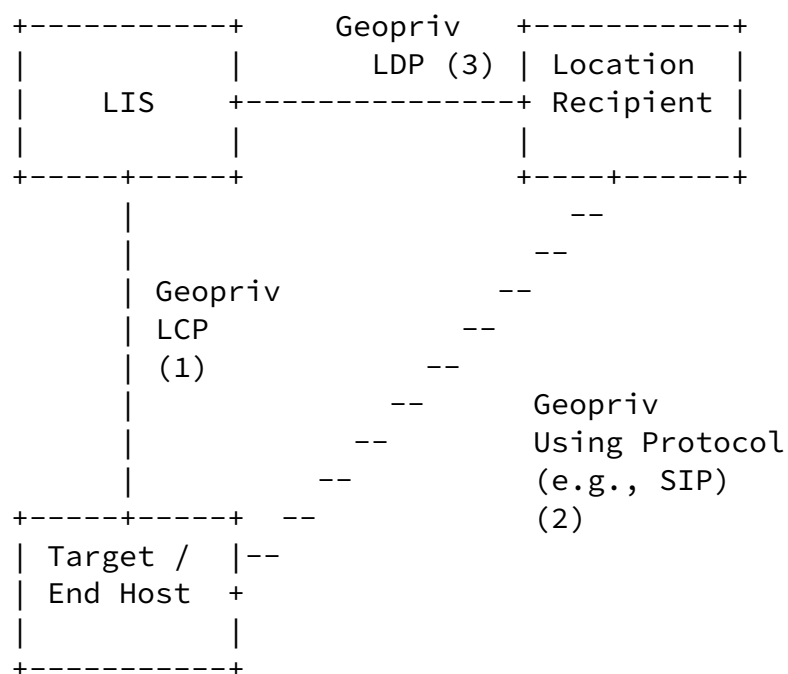 Geopriv
LDP (3)
Location
LIS
Recipient
Geopriv
LCP
(1)
Geopriv
Using Protocol
(e.g., SIP)
(2)
Target /
End Host